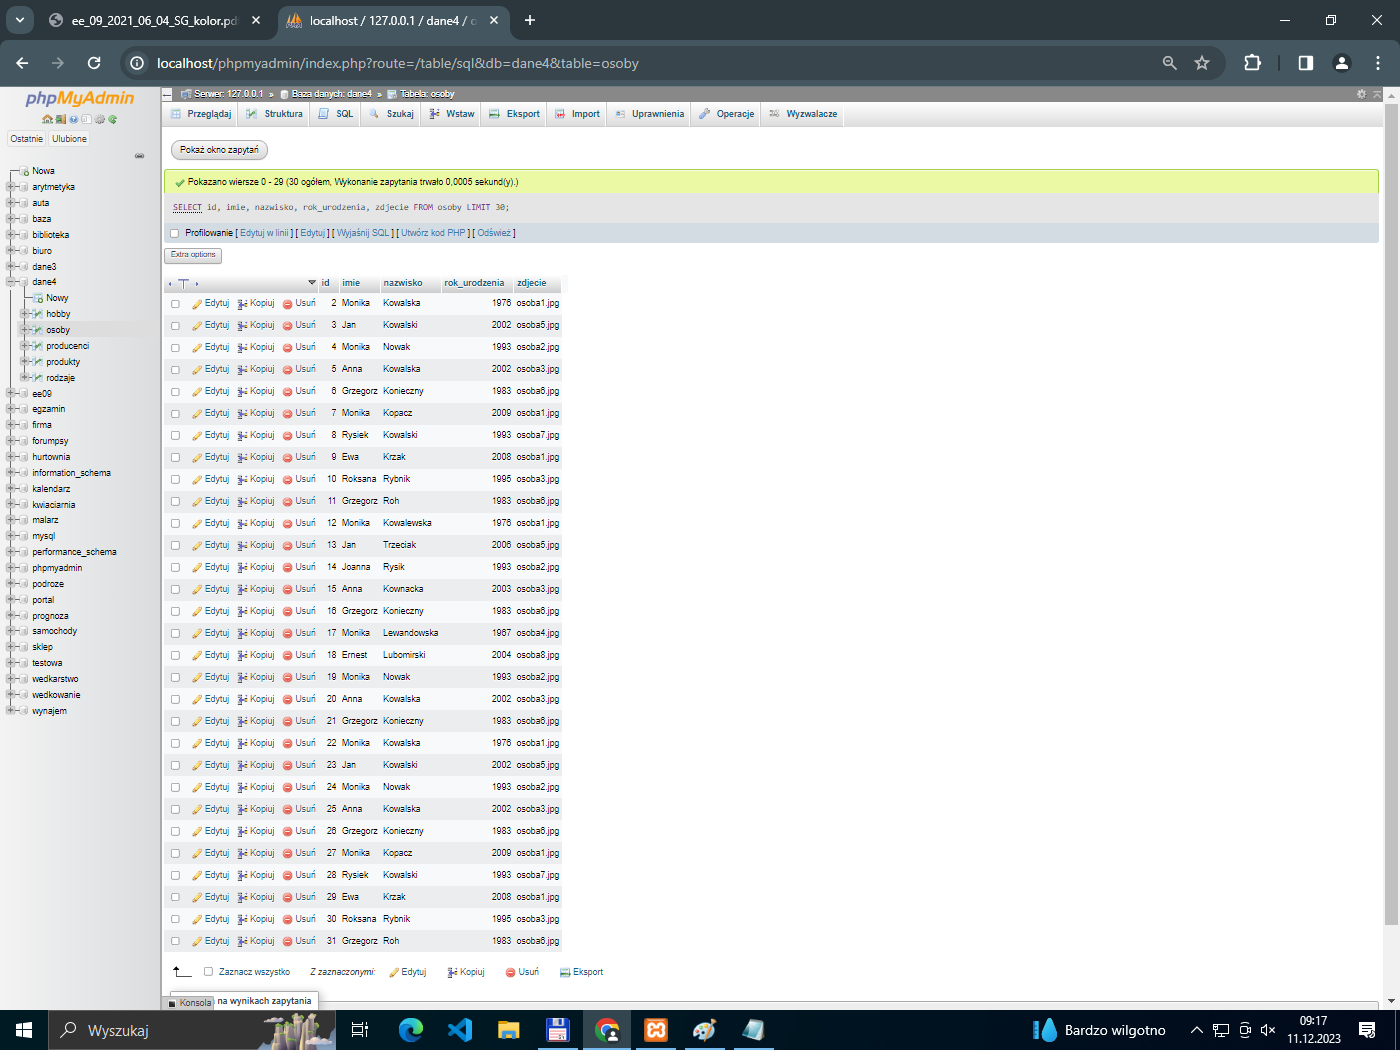 ee_09_2021_06_04_SG_kolor.pd
localhost / 127.0.0.1 / dane4 / o
localhost/phpmyadmin/index.php?route=/table/sql&db=dane4&table=osoby
phpMyAdmin
Ostatnie Ulubione
Nowa
arytmetyka
auta
baza
biblioteka
biuro
dane3
dane4
Nowy
hobby
osoby
producenci
produkty
rodzaje
ee09
egzamin
firma
forumpsy
hurtownia
information_schema
kalendarz
kwiaciarnia
malarz
mysql
performance_schema
phpmyadmin
podroze
portal
prognoza
samochody
sklep
testowa
wedkarstwo
wedkowanie
wynajem
Serwer: 127.0.0.1 » Baza danych: dane4 » Tabela: osoby
Przeglądaj Struktura SQL Szukaj Wstaw Eksport Import Uprawnienia Operacje Wyzwalacze
Pokaż okno zapytań
Pokazano wiersze 0 - 29 (30 ogółem, Wykonanie zapytania trwało 0,0005 sekund(y).)
SELECT id, imie, nazwisko, rok_urodzenia, zdjecie FROM osoby LIMIT 30;
Profilowanie [ Edytuj w linii ] [ Edytuj ] [ Wyjaśnij SQL ] [ Utwórz kod PHP ] [ Odśwież ]
Extra options
id imie nazwisko rok_urodzenia zdjecie
Edytuj Kopiuj Usuń 2 Monika Kowalska 1976 osoba1.jpg
Edytuj Kopiuj Usuń 3 Jan Kowalski 2002 osoba5.jpg
Edytuj Kopiuj Usuń 4 Monika Nowak 1993 osoba2.jpg
Edytuj Kopiuj Usuń 5 Anna Kowalska 2002 osoba3.jpg
Edytuj Kopiuj Usuń 6 Grzegorz Konieczny 1983 osoba6.jpg
Edytuj Kopiuj Usuń 7 Monika Kopacz 2009 osoba1.jpg
Edytuj Kopiuj Usuń 8 Rysiek Kowalski 1993 osoba7.jpg
Edytuj Kopiuj Usuń 9 Ewa Krzak 2008 osoba1.jpg
Edytuj Kopiuj Usuń 10 Roksana Rybnik 1995 osoba3.jpg
Edytuj Kopiuj Usuń 11 Grzegorz Roh 1983 osoba6.jpg
Edytuj Kopiuj Usuń 12 Monika Kowalewska 1976 osoba1.jpg
Edytuj Kopiuj Usuń 13 Jan Trzeciak 2006 osoba5.jpg
Edytuj Kopiuj Usuń 14 Joanna Rysik 1993 osoba2.jpg
Edytuj Kopiuj Usuń 15 Anna Kownacka 2003 osoba3.jpg
Edytuj Kopiuj Usuń 16 Grzegorz Konieczny 1983 osoba6.jpg
Edytuj Kopiuj Usuń 17 Monika Lewandowska 1967 osoba4.jpg
Edytuj Kopiuj Usuń 18 Ernest Lubomirski 2004 osoba8.jpg
Edytuj Kopiuj Usuń 19 Monika Nowak 1993 osoba2.jpg
Edytuj Kopiuj Usuń 20 Anna Kowalska 2002 osoba3.jpg
Edytuj Kopiuj Usuń 21 Grzegorz Konieczny 1983 osoba6.jpg
Edytuj Kopiuj Usuń 22 Monika Kowalska 1976 osoba1.jpg
Edytuj Kopiuj Usuń 23 Jan Kowalski 2002 osoba5.jpg
Edytuj Kopiuj Usuń 24 Monika Nowak 1993 osoba2.jpg
Edytuj Kopiuj Usuń 25 Anna Kowalska 2002 osoba3.jpg
Edytuj Kopiuj Usuń 26 Grzegorz Konieczny 1983 osoba6.jpg
Edytuj Kopiuj Usuń 27 Monika Kopacz 2009 osoba1.jpg
Edytuj Kopiuj Usuń 28 Rysiek Kowalski 1993 osoba7.jpg
Edytuj Kopiuj Usuń 29 Ewa Krzak 2008 osoba1.jpg
Edytuj Kopiuj Usuń 30 Roksana Rybnik 1995 osoba3.jpg
Edytuj Kopiuj Usuń 31 Grzegorz Roh 1983 osoba6.jpg
Zaznacz wszystko Z zaznaczonymi: Edytuj Kopiuj Usuń Eksport
Konsola na wynikach zapytania
Wyszukaj
Bardzo wilgotno
09:17
11.12.2023